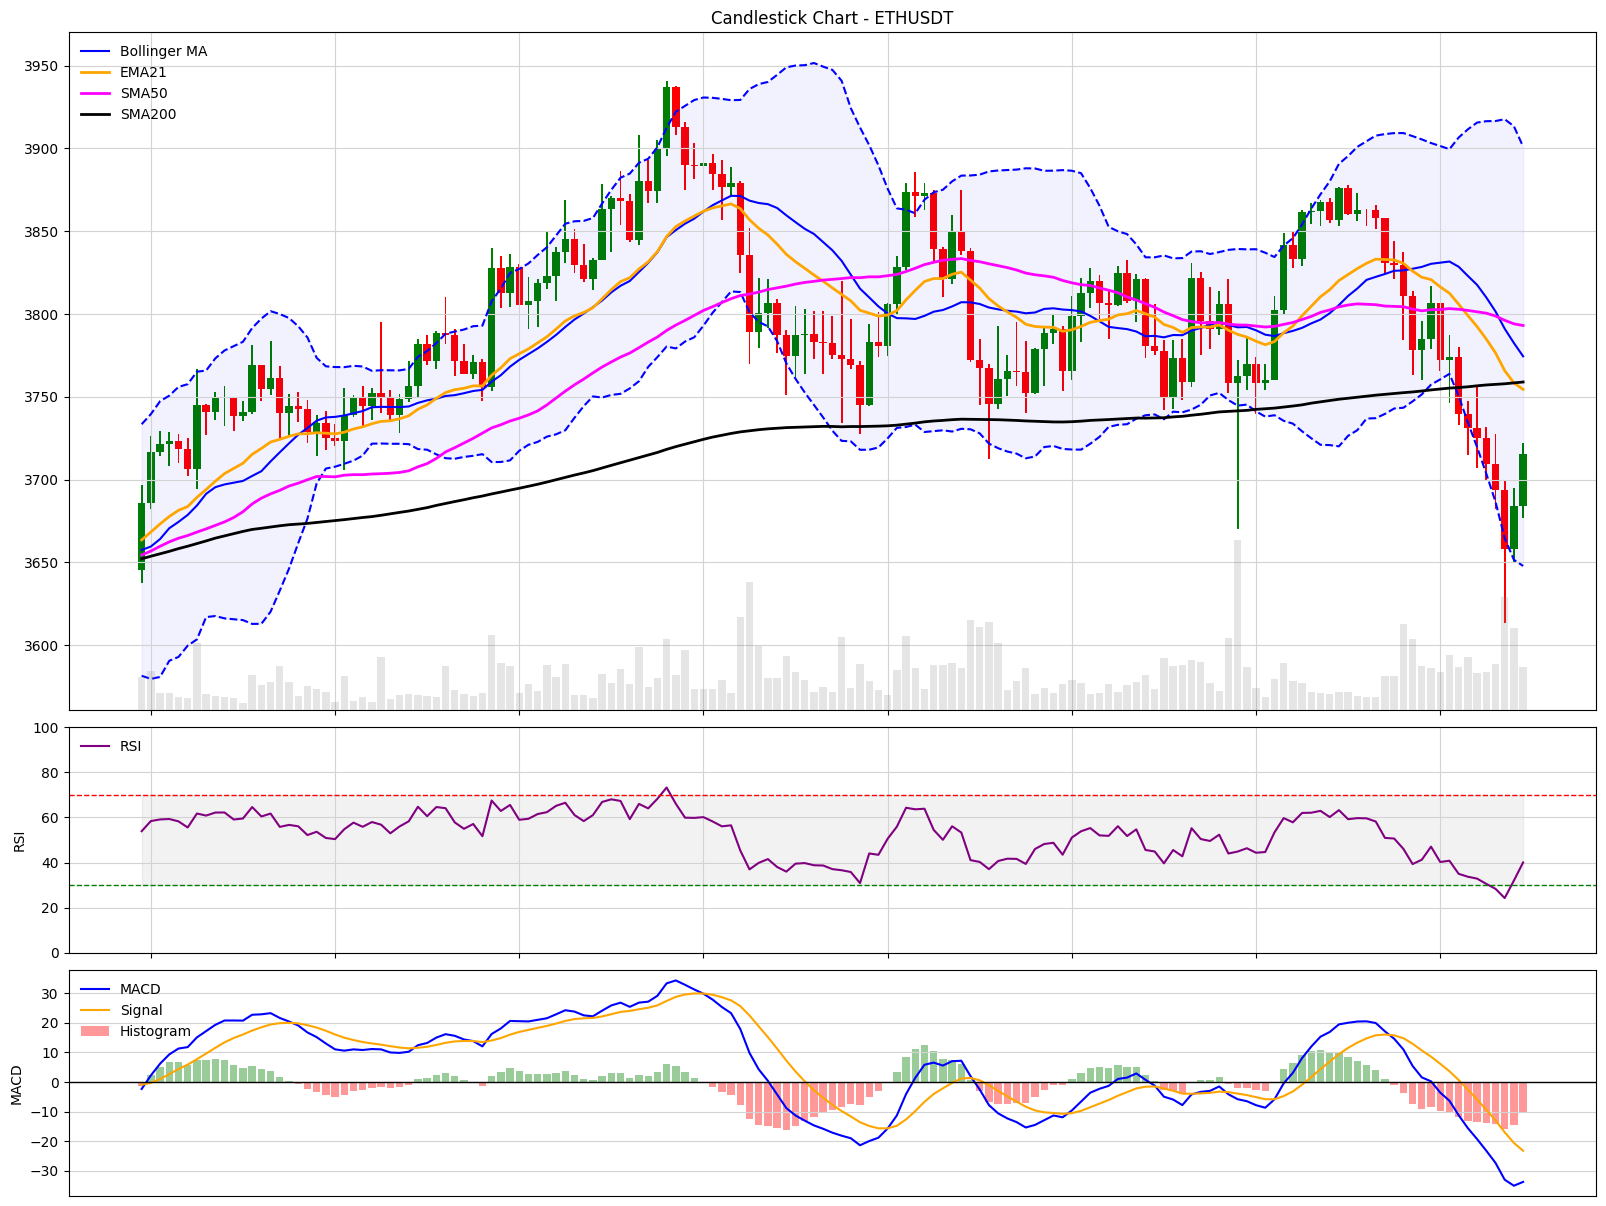 Candlestick Chart - ETHUSDT
Bollinger MA
EMA21
SMA50
SMA200
3950
3900
3850
3800
3750
3700
3650
3600
RSI
100
80
60
40
20
0
RSI
MACD
Signal
Histogram
30
20
10
0
−10
−20
−30
MACD